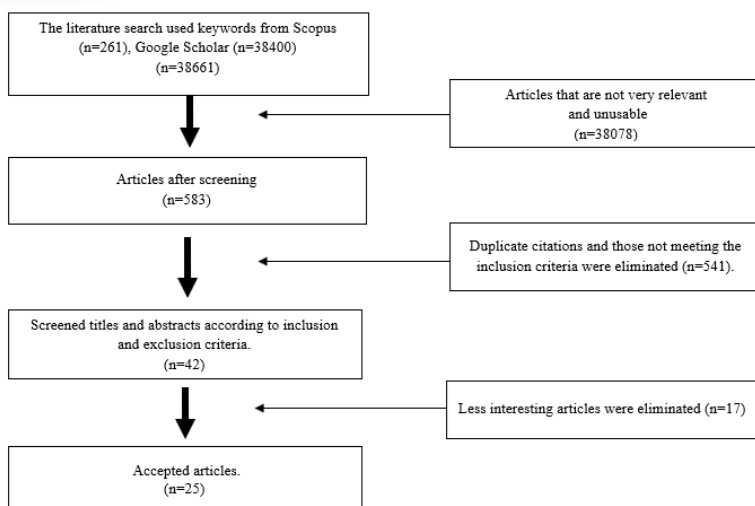 The literature search used keywords from Scopus
(n=261), Google Scholar (n=38400)
(n=38661)
Articles that are not very relevant
and unusable
(n=38078)
Articles after screening
(n=583)
Duplicate citations and those not meeting the
inclusion criteria were eliminated (n=541).
Screened titles and abstracts according to inclusion
and exclusion criteria.
(n=42)
Less interesting articles were eliminated (n=17)
Accepted articles.
(n=25)